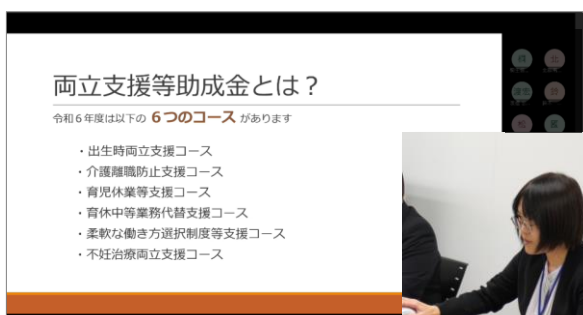 両立支援等助成金とは？
令和６年度は以下の ６つのコース があります
・出生時両立支援コース
・介護離職防止支援コース
・育児休業等支援コース
・育休中等業務代替支援コース
・柔軟な働き方選択制度等支援コース
・不妊治療両立支援コース
松